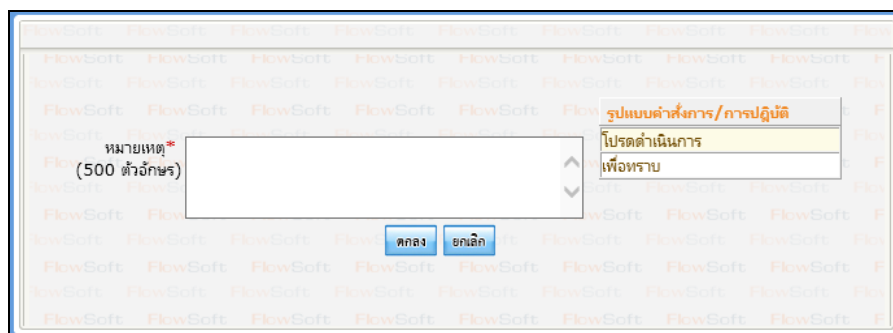 รูปแบบคำสั่งการ/การปฏิบัติ
โปรดดำเนินการ
เพื่อทราบ
หมายเหตุ*
(500 ตัวอักษร)
ตกลง ยกเลิก
FlowSoft